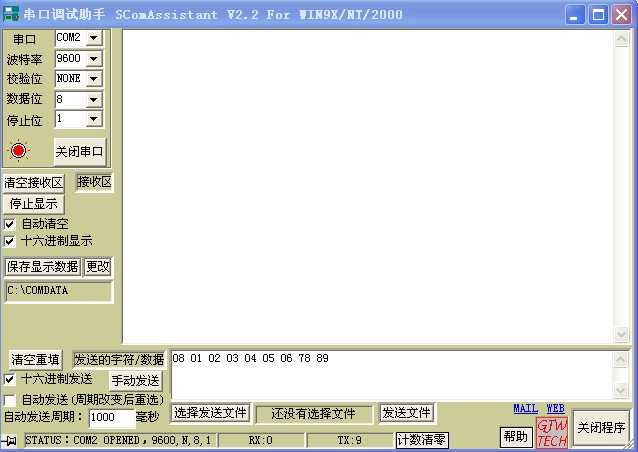 串口调试助手 SComAssistant V2.2 For WIN9X/NT/2000
串口 COM2
波特率 9600
校验位 NONE
数据位 8
停止位 1
关闭串口
清空接收区 接收区
停止显示
自动清空
十六进制显示
保存显示数据 更改
C:\COMDATA
清空重填 发送的字符/数据 08 01 02 03 04 05 06 78 89
十六进制发送 手动发送
自动发送(周期改变后重选)
自动发送周期: 1000 毫秒 选择发送文件 还没有选择文件 发送文件 MAIL WEB
STATUS:COM2 OPENED,9600,N,8,1 RX:0 TX:9 计数清零 帮助 GJW TECH 关闭程序